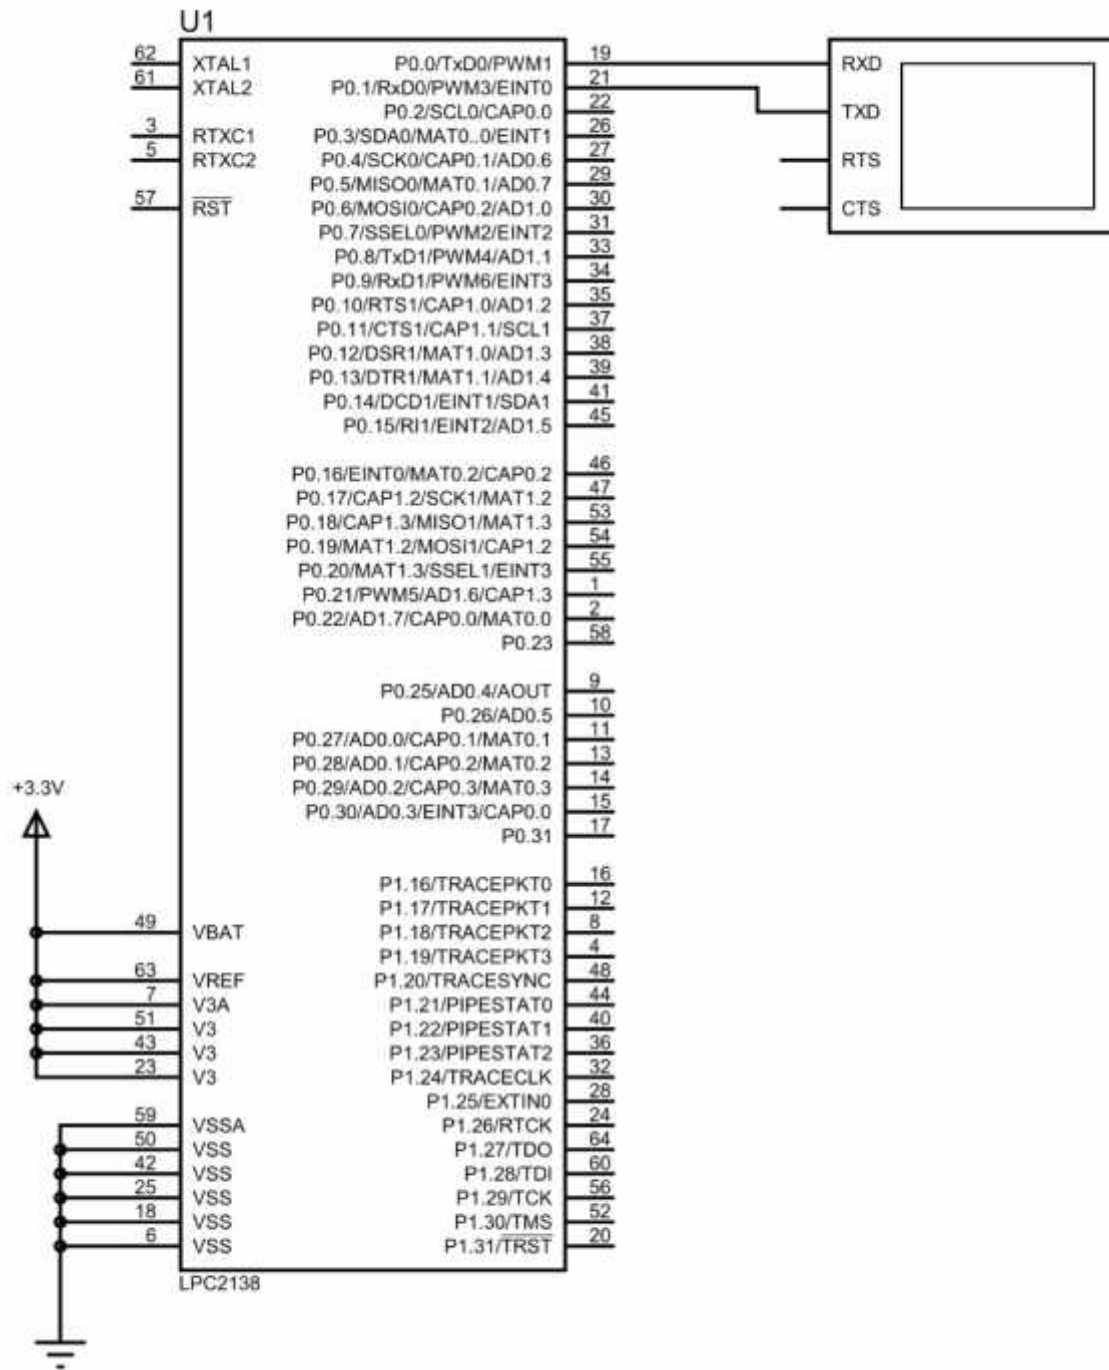 U1
62 XTAL1 P0.0/TxD0/PWM1 19 RXD
61 XTAL2 P0.1/RxD0/PWM3/EINT0 21
P0.2/SCL0/CAP0.0 22 TXD
3 RTXC1 P0.3/SDA0/MAT0..0/EINT1 26
5 RTXC2 P0.4/SCK0/CAP0.1/AD0.6 27 RTS
P0.5/MISO0/MAT0.1/AD0.7 29
57 RST P0.6/MOSI0/CAP0.2/AD1.0 30 CTS
P0.7/SSEL0/PWM2/EINT2 31
P0.8/TxD1/PWM4/AD1.1 33
P0.9/RxD1/PWM6/EINT3 34
P0.10/RTS1/CAP1.0/AD1.2 35
P0.11/CTS1/CAP1.1/SCL1 37
P0.12/DSR1/MAT1.0/AD1.3 38
P0.13/DTR1/MAT1.1/AD1.4 39
P0.14/DCD1/EINT1/SDA1 41
P0.15/RI1/EINT2/AD1.5 45
P0.16/EINT0/MAT0.2/CAP0.2 46
P0.17/CAP1.2/SCK1/MAT1.2 47
P0.18/CAP1.3/MISO1/MAT1.3 53
P0.19/MAT1.2/MOSI1/CAP1.2 54
P0.20/MAT1.3/SSEL1/EINT3 55
P0.21/PWM5/AD1.6/CAP1.3 1
P0.22/AD1.7/CAP0.0/MAT0.0 2
P0.23 58
P0.25/AD0.4/AOUT 9
P0.26/AD0.5 10
P0.27/AD0.0/CAP0.1/MAT0.1 11
P0.28/AD0.1/CAP0.2/MAT0.2 13
+3.3V P0.29/AD0.2/CAP0.3/MAT0.3 14
P0.30/AD0.3/EINT3/CAP0.0 15
P0.31 17
P1.16/TRACEPKT0 16
P1.17/TRACEPKT1 12
49 VBAT P1.18/TRACEPKT2 8
P1.19/TRACEPKT3 4
63 VREF P1.20/TRACESYNC 48
7 V3A P1.21/PIPESTAT0 44
51 V3 P1.22/PIPESTAT1 40
43 V3 P1.23/PIPESTAT2 36
23 V3 P1.24/TRACECLK 32
P1.25/EXTIN0 28
59 VSSA P1.26/RTCK 24
50 VSS P1.27/TDO 64
42 VSS P1.28/TDI 60
25 VSS P1.29/TCK 56
18 VSS P1.30/TMS 52
6 VSS P1.31/TRST 20
LPC2138